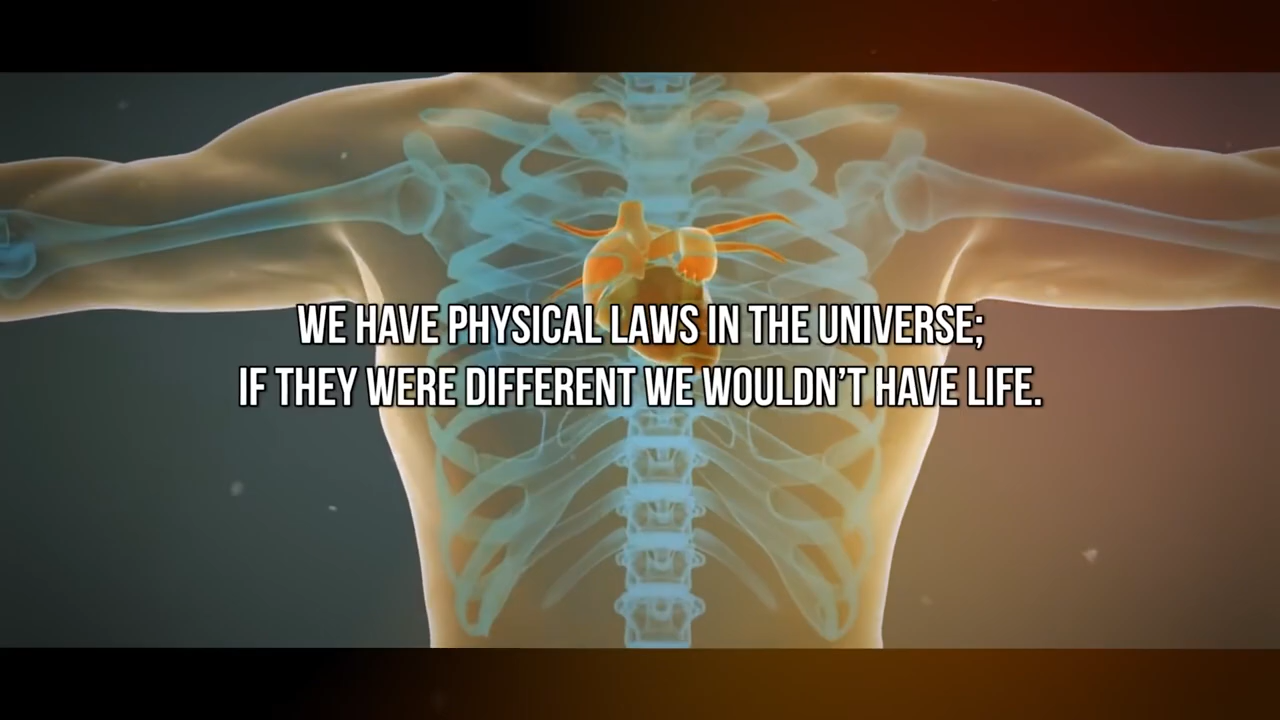 WE HAVE PHYSICAL LAWS IN THE UNIVERSE;
IF THEY WERE DIFFERENT WE WOULDN'T HAVE LIFE.